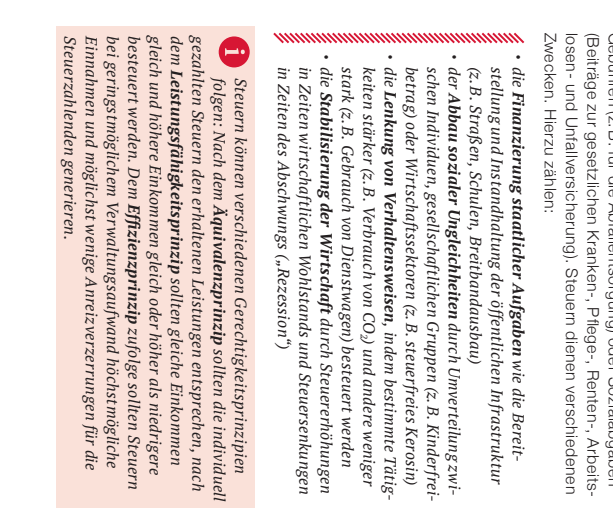 Gebühren (z. B. für die Abfallentsorgung) oder Sozialabgaben
(Beiträge zur gesetzlichen Kranken-, Pflege-, Renten-, Arbeits-
losen- und Unfallversicherung). Steuern dienen verschiedenen
Zwecken. Hierzu zählen:
• die Finanzierung staatlicher Aufgaben wie die Bereit-
stellung und Instandhaltung der öffentlichen Infrastruktur
(z. B. Straßen, Schulen, Breitbandausbau)
• der Abbau sozialer Ungleichheiten durch Umverteilung zwi-
schen Individuen, gesellschaftlichen Gruppen (z. B. Kinderfrei-
betrag) oder Wirtschaftssektoren (z. B. steuerfreies Kerosin)
• die Lenkung von Verhaltensweisen, indem bestimmte Tätig-
keiten stärker (z. B. Verbrauch von CO₂) und andere weniger
stark (z. B. Gebrauch von Dienstwagen) besteuert werden
• die Stabilisierung der Wirtschaft durch Steuererhöhungen
in Zeiten wirtschaftlichen Wohlstands und Steuersenkungen
in Zeiten des Abschwungs („Rezession“)
i Steuern können verschiedenen Gerechtigkeitsprinzipien
folgen: Nach dem Äquivalenzprinzip sollten die individuell
gezahlten Steuern den erhaltenen Leistungen entsprechen, nach
dem Leistungsfähigkeitsprinzip sollten gleiche Einkommen
gleich und höhere Einkommen gleich oder höher als niedrigere
besteuert werden. Dem Effizienzprinzip zufolge sollten Steuern
bei geringstmöglichem Verwaltungsaufwand höchstmögliche
Einnahmen und möglichst wenige Anreizverzerrungen für die
Steuerzahlenden generieren.